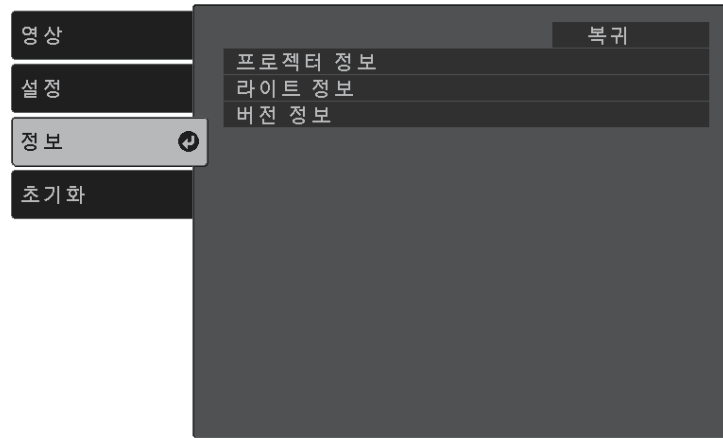 영상
설정
정보
초기화
복귀
프로젝터 정보
라이트 정보
버전 정보